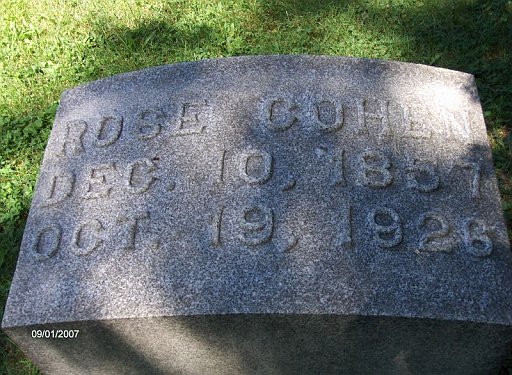 ROSE COHEN
DEC. 10, 1857
OCT. 19, 1926
09/01/2007